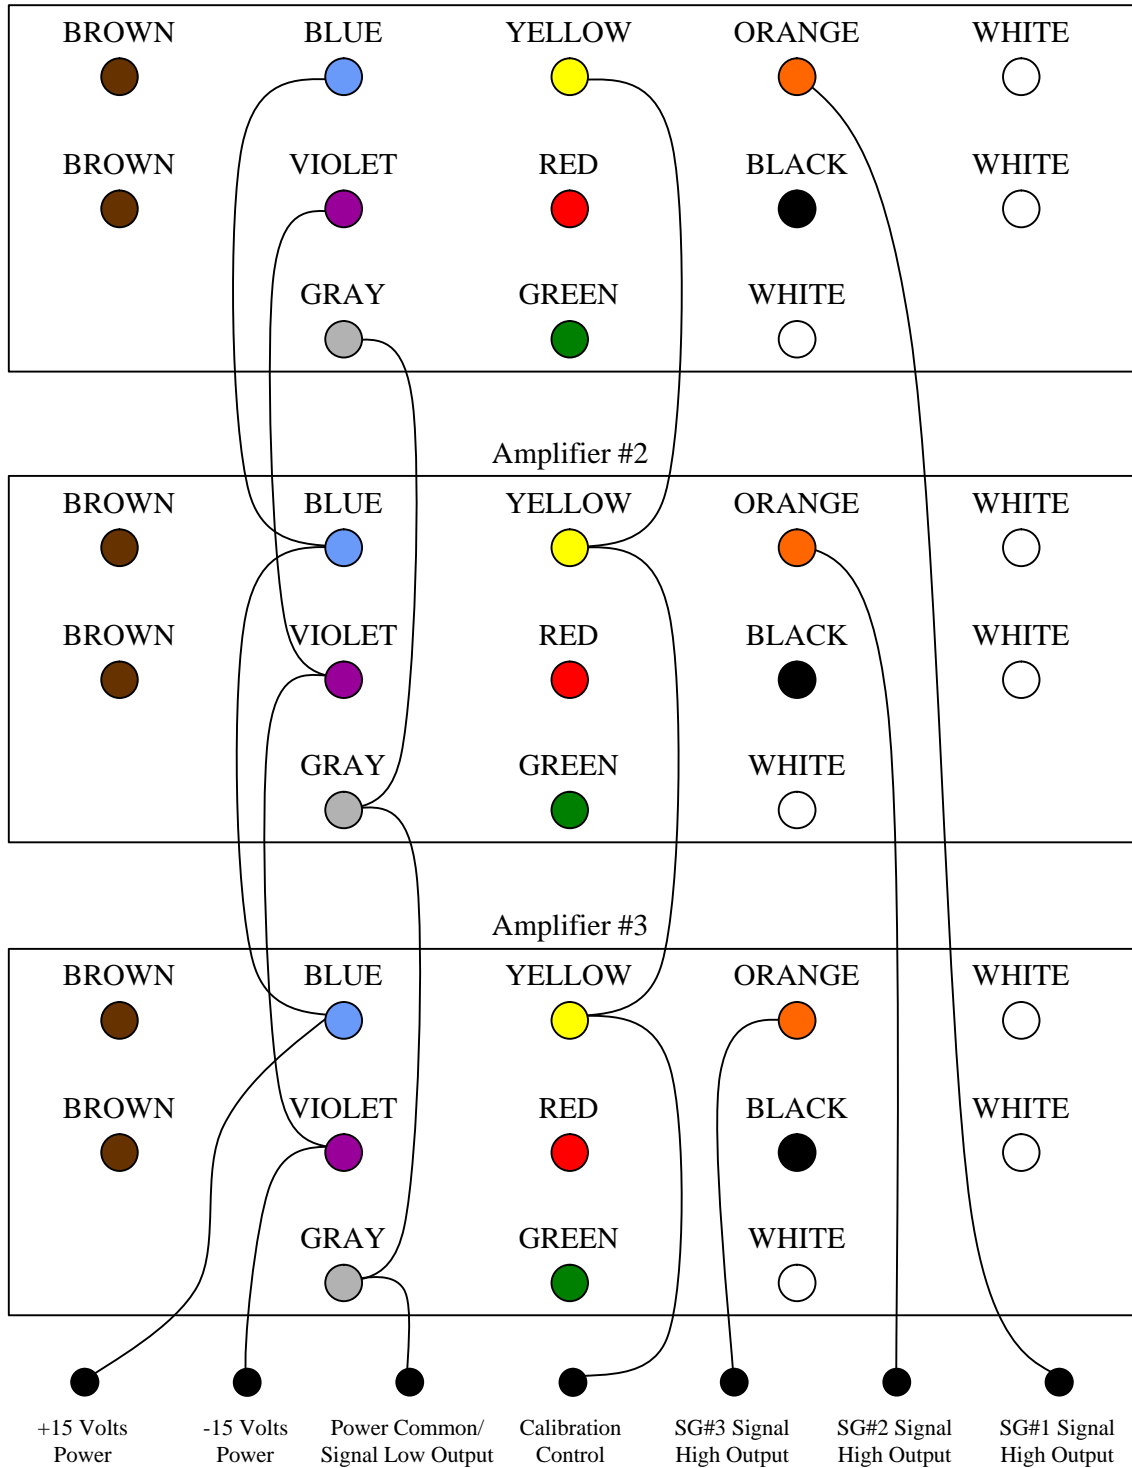 BROWN BLUE YELLOW ORANGE WHITE
BROWN VIOLET RED BLACK WHITE
GRAY GREEN WHITE
Amplifier #2
BROWN BLUE YELLOW ORANGE WHITE
BROWN VIOLET RED BLACK WHITE
GRAY GREEN WHITE
Amplifier #3
BROWN BLUE YELLOW ORANGE WHITE
BROWN VIOLET RED BLACK WHITE
GRAY GREEN WHITE
+15 Volts
Power
-15 Volts
Power
Power Common/
Signal Low Output
Calibration
Control
SG#3 Signal
High Output
SG#2 Signal
High Output
SG#1 Signal
High Output